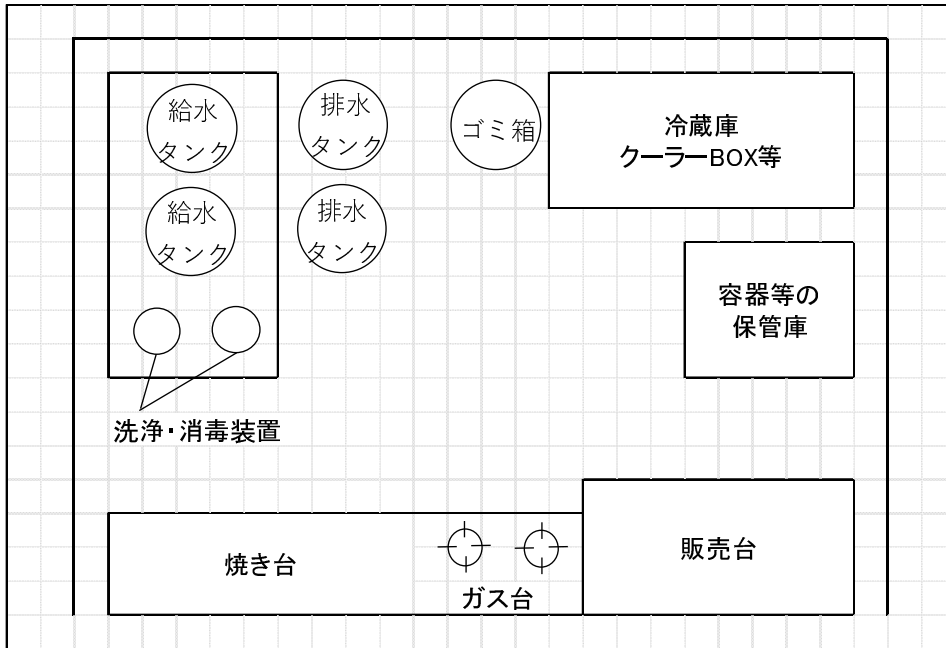 給水
タンク
排水
タンク
ゴミ箱
冷蔵庫
クーラーBOX等
給水
タンク
排水
タンク
容器等の
保管庫
洗浄・消毒装置
焼き台
ガス台
販売台